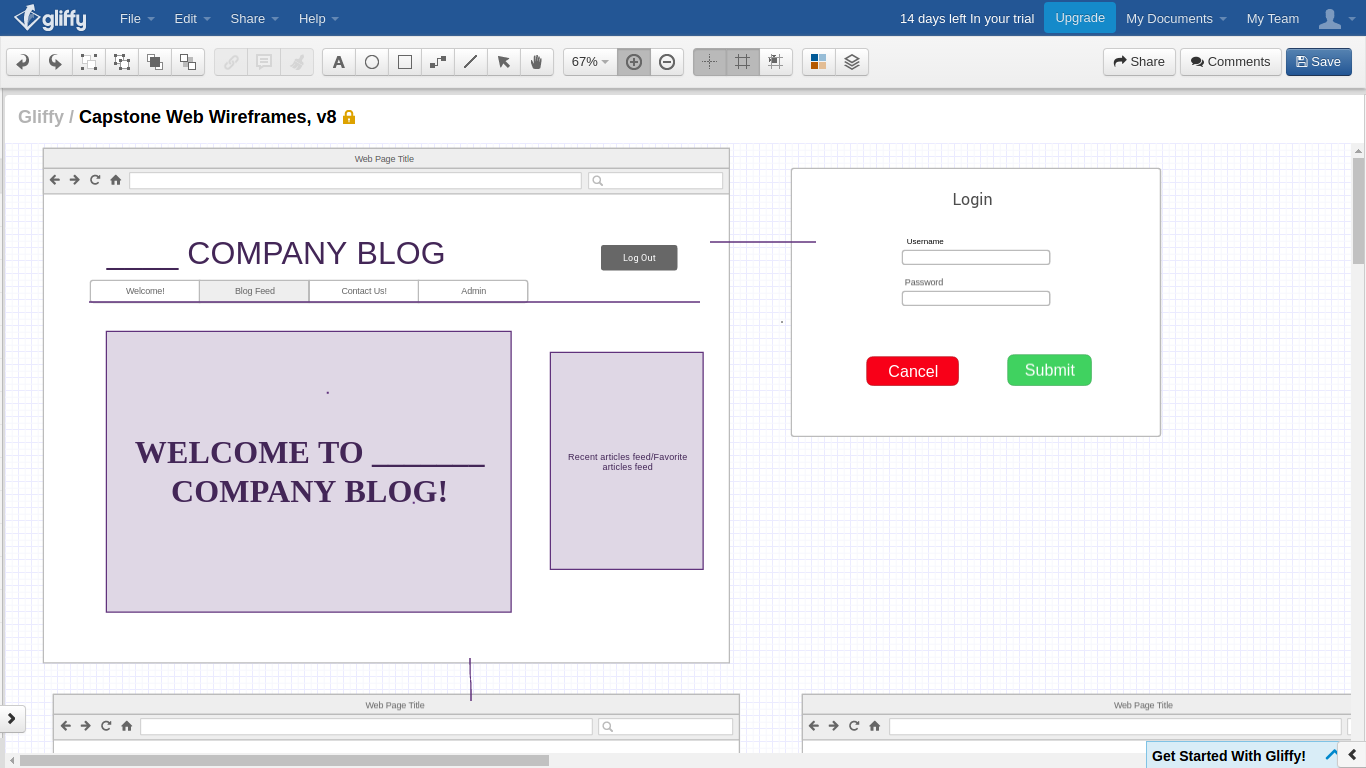 gliffy File Edit Share Help 14 days left In your trial Upgrade My Documents My Team
A 67% Share Comments Save
Gliffy / Capstone Web Wireframes, v8
Web Page Title
_____ COMPANY BLOG
Log Out
Welcome! Blog Feed Contact Us! Admin
WELCOME TO _______
COMPANY BLOG!
Recent articles feed/Favorite
articles feed
Login
Username
Password
Cancel Submit
Web Page Title
Web Page Title
Get Started With Gliffy!